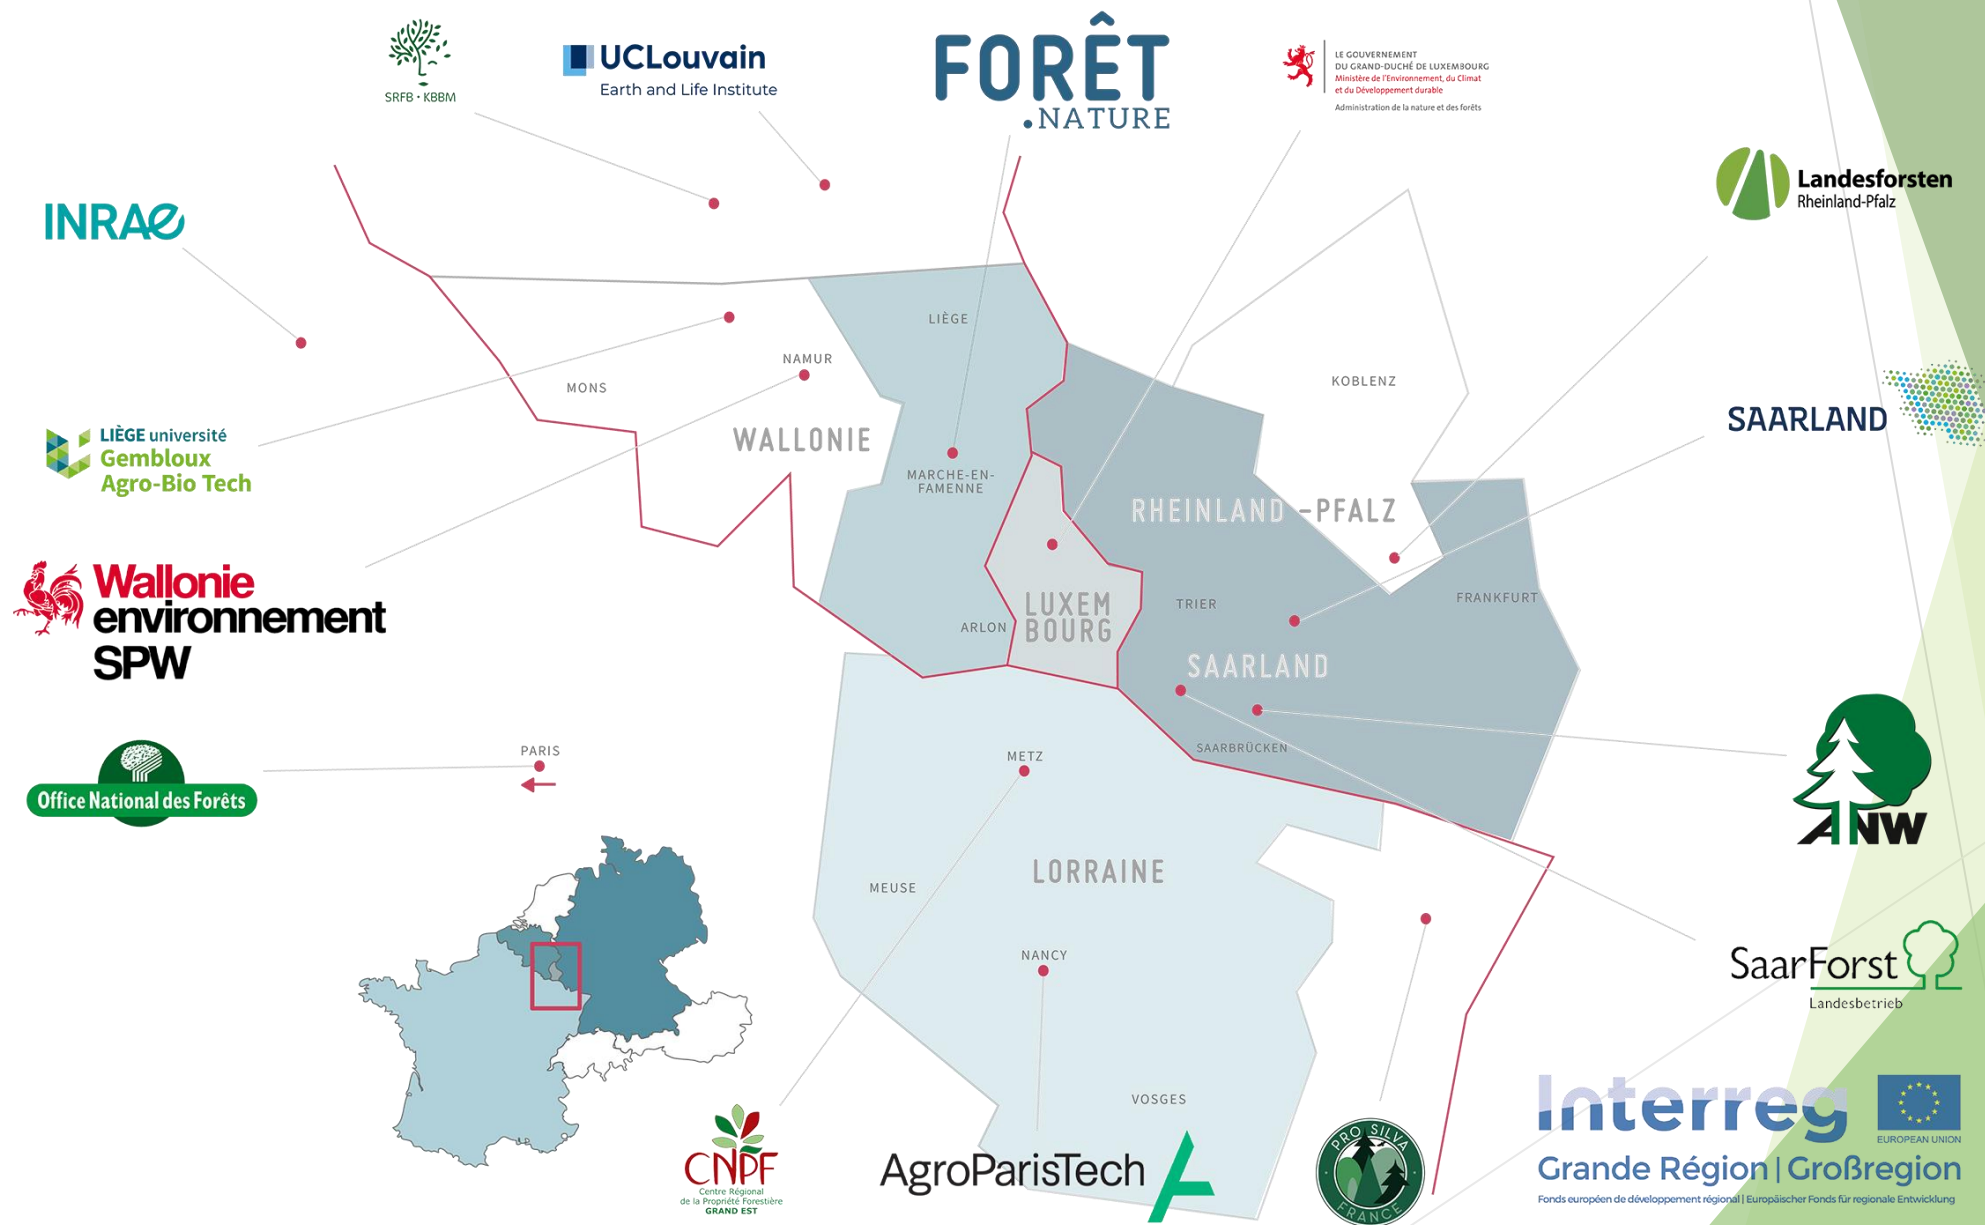 SRFB • KBBM
UCLouvain
Earth and Life Institute
FORÊT
.NATURE
LE GOUVERNEMENT
DU GRAND-DUCHÉ DE LUXEMBOURG
Ministère de l'Environnement, du Climat
et du Développement durable
Administration de la nature et des forêts
Landesforsten
Rheinland-Pfalz
INRAE
LIÈGE
NAMUR
MONS
KOBLENZ
SAARLAND
WALLONIE
LIÈGE université
Gembloux
Agro-Bio Tech
MARCHE-EN-
FAMENNE
RHEINLAND-PFALZ
Wallonie
environnement
SPW
LUXEM
BOURG
TRIER
FRANKFURT
ARLON
SAARLAND
SAARBRÜCKEN
PARIS
METZ
Office National des Forêts
ANW
LORRAINE
MEUSE
NANCY
SaarForst
Landesbetrieb
VOSGES
CNPF
Centre Régional
de la Propriété Forestière
GRAND EST
AgroParisTech
PRO SILVA
FRANCE
Interreg
EUROPEAN UNION
Grande Région | Großregion
Fonds européen de développement régional | Europäischer Fonds für regionale Entwicklung